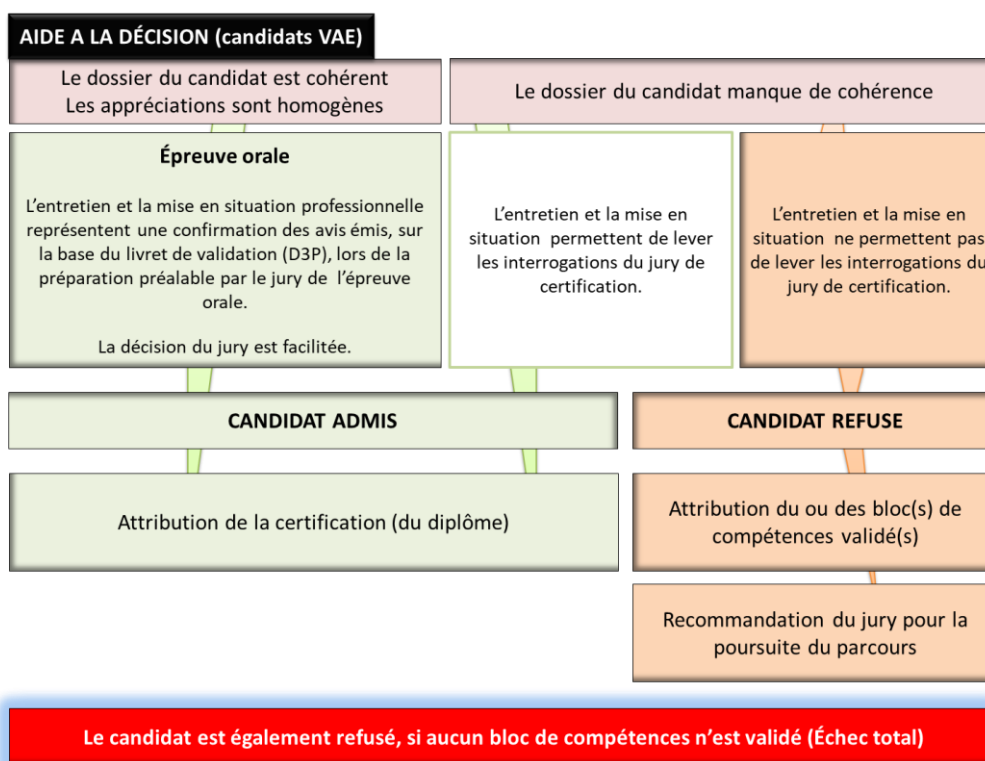 AIDE A LA DÉCISION (candidats VAE)
Le dossier du candidat est cohérent
Les appréciations sont homogènes
Le dossier du candidat manque de cohérence
Épreuve orale
L'entretien et la mise en situation professionnelle
représentent une confirmation des avis émis, sur
la base du livret de validation (D3P), lors de la
préparation préalable par le jury de l'épreuve
orale.
La décision du jury est facilitée.
L'entretien et la mise en
situation permettent de lever
les interrogations du jury de
certification.
L'entretien et la mise en
situation ne permettent pas
de lever les interrogations du
jury de certification.
CANDIDAT ADMIS
CANDIDAT REFUSE
Attribution de la certification (du diplôme)
Attribution du ou des bloc(s) de
compétences validé(s)
Recommandation du jury pour la
poursuite du parcours
Le candidat est également refusé, si aucun bloc de compétences n'est validé (Échec total)